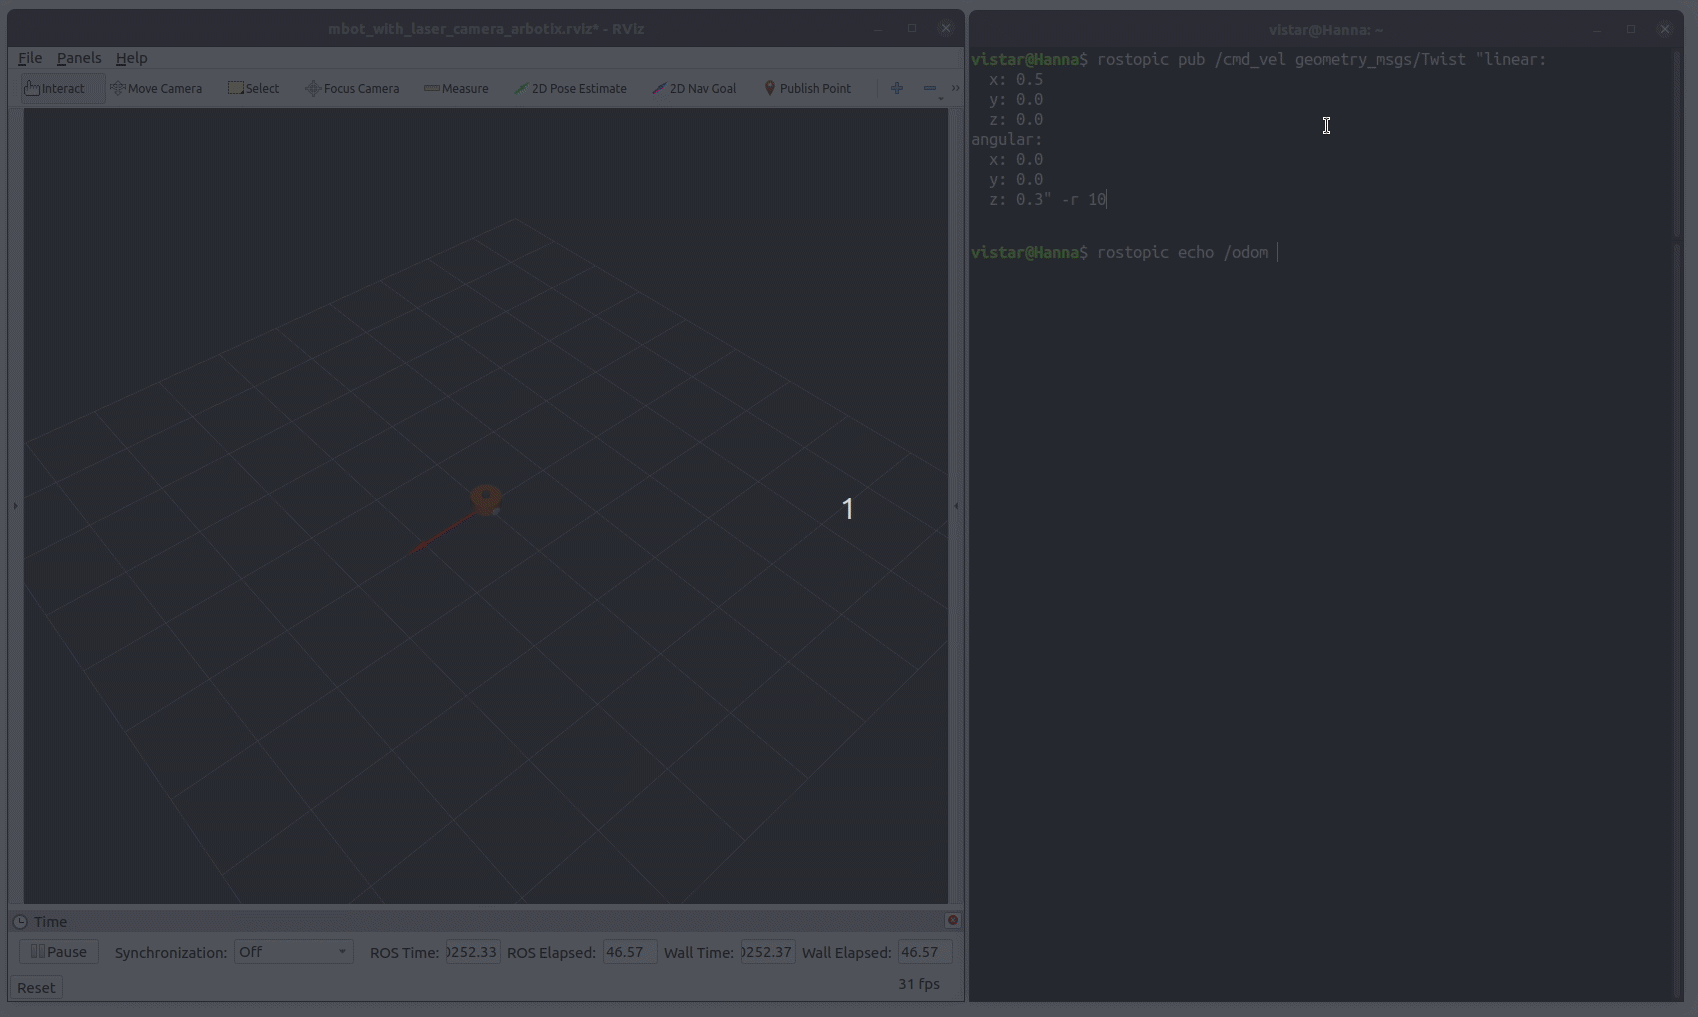 mbot_with_laser_camera_arbotix.rviz* - RViz
File Panels Help
Interact Move Camera Select Focus Camera Measure 2D Pose Estimate 2D Nav Goal Publish Point »
1
Time
Pause Synchronization: Off ROS Time: 0252.33 ROS Elapsed: 46.57 Wall Time: 0252.37 Wall Elapsed: 46.57
Reset 31 fps
vistar@Hanna: ~
vistar@Hanna$ rostopic pub /cmd_vel geometry_msgs/Twist "linear:
  x: 0.5
  y: 0.0
  z: 0.0
angular:
  x: 0.0
  y: 0.0
  z: 0.3" -r 10
vistar@Hanna$ rostopic echo /odom